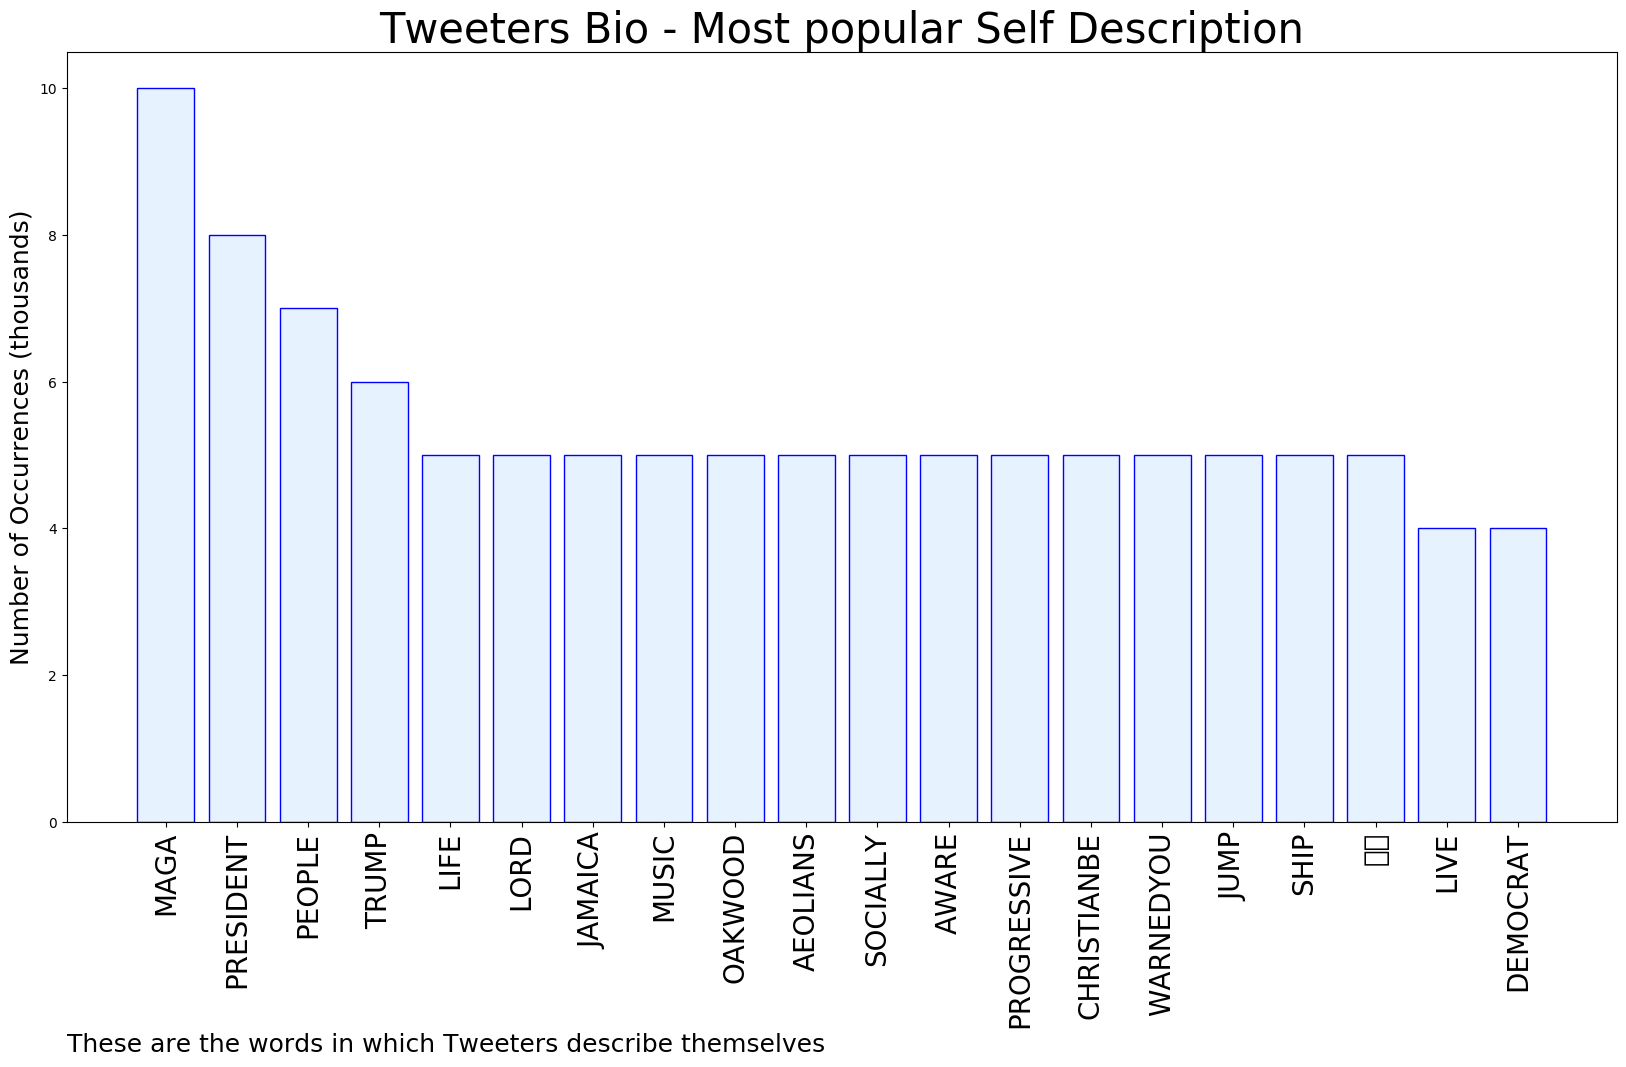 Tweeters Bio - Most popular Self Description
Number of Occurrences (thousands)
10
8
6
4
2
0
MAGA
PRESIDENT
PEOPLE
TRUMP
LIFE
LORD
JAMAICA
MUSIC
OAKWOOD
AEOLIANS
SOCIALLY
AWARE
PROGRESSIVE
CHRISTIANBE
WARNEDYOU
JUMP
SHIP
LIVE
DEMOCRAT
These are the words in which Tweeters describe themselves